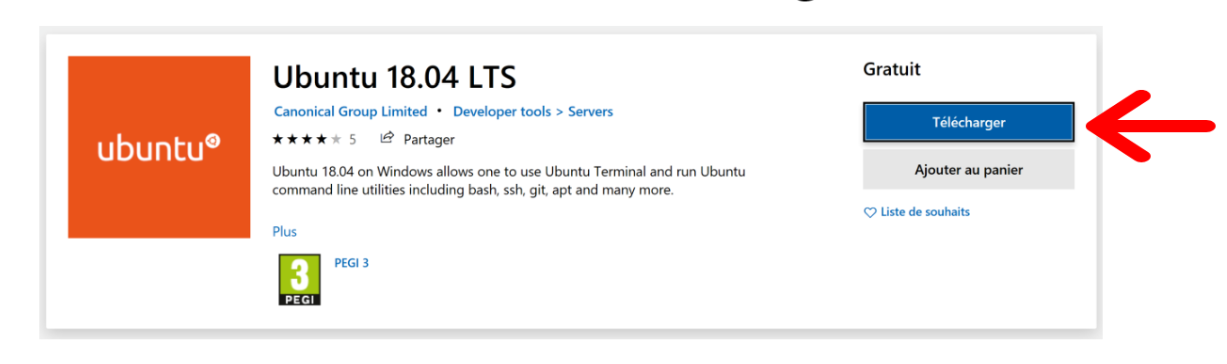 ubuntu
Ubuntu 18.04 LTS
Canonical Group Limited • Developer tools > Servers
★★★★★ 5 Partager
Ubuntu 18.04 on Windows allows one to use Ubuntu Terminal and run Ubuntu
command line utilities including bash, ssh, git, apt and many more.
Plus
3
PEGI
PEGI 3
Gratuit
Télécharger
Ajouter au panier
Liste de souhaits